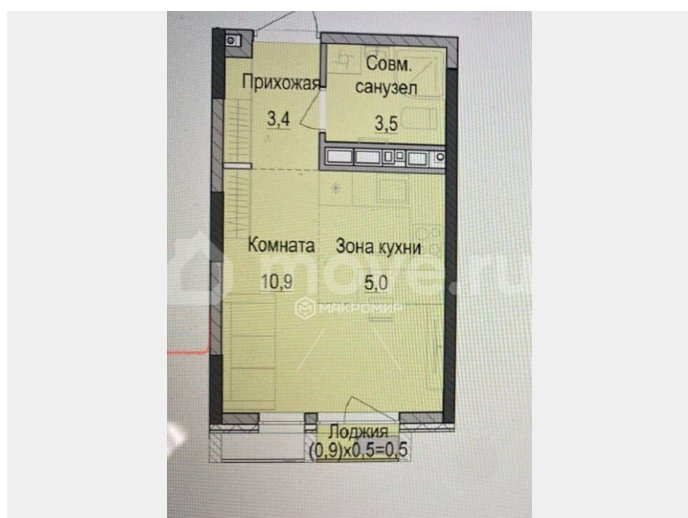 Совм.
санузел
3,5
Прихожая
3,4
Комната
10,9
Зона кухни
5,0
move.ru
МАКРОМИР
Лоджия
(0,9)х0,5=0,5